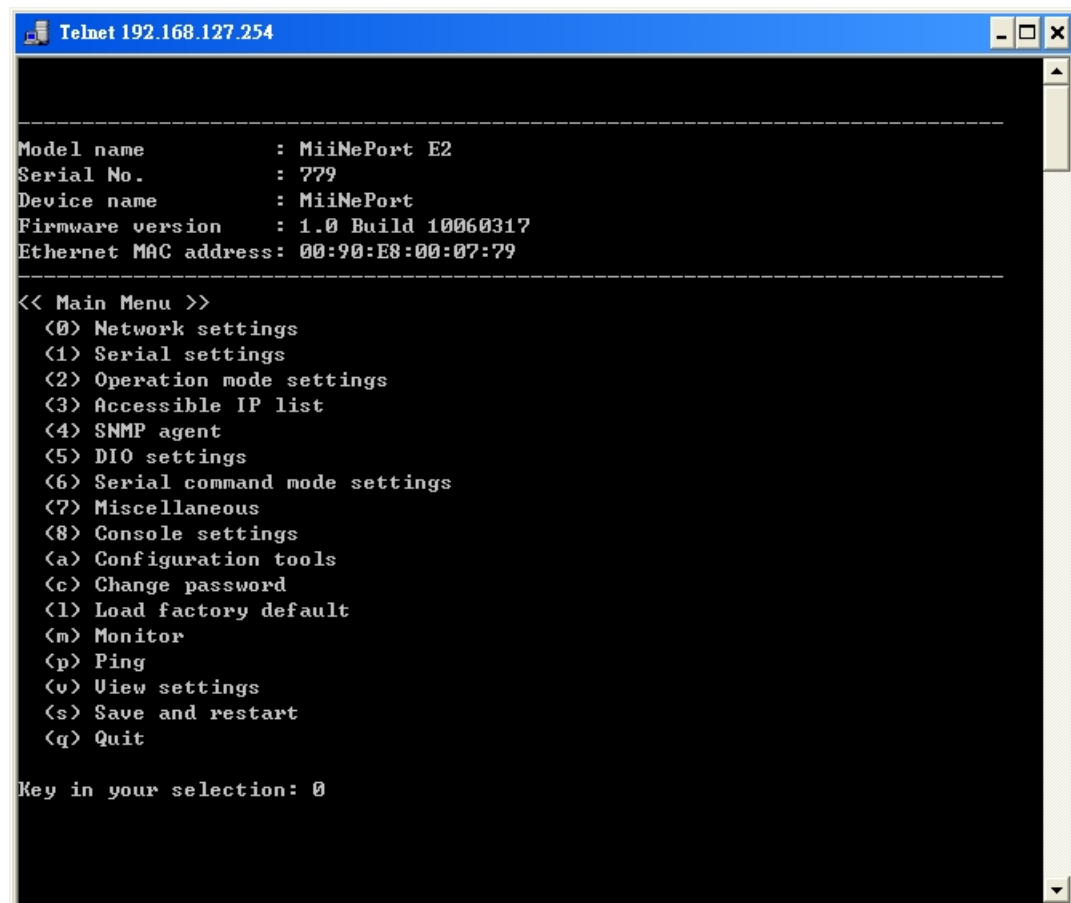 Telnet 192.168.127.254
Model name : MiiNePort E2
Serial No. : 779
Device name : MiiNePort
Firmware version : 1.0 Build 10060317
Ethernet MAC address: 00:90:E8:00:07:79
<< Main Menu >>
(0) Network settings
(1) Serial settings
(2) Operation mode settings
(3) Accessible IP list
(4) SNMP agent
(5) DIO settings
(6) Serial command mode settings
(7) Miscellaneous
(8) Console settings
(a) Configuration tools
(c) Change password
(l) Load factory default
(m) Monitor
(p) Ping
(v) View settings
(s) Save and restart
(q) Quit
Key in your selection: 0